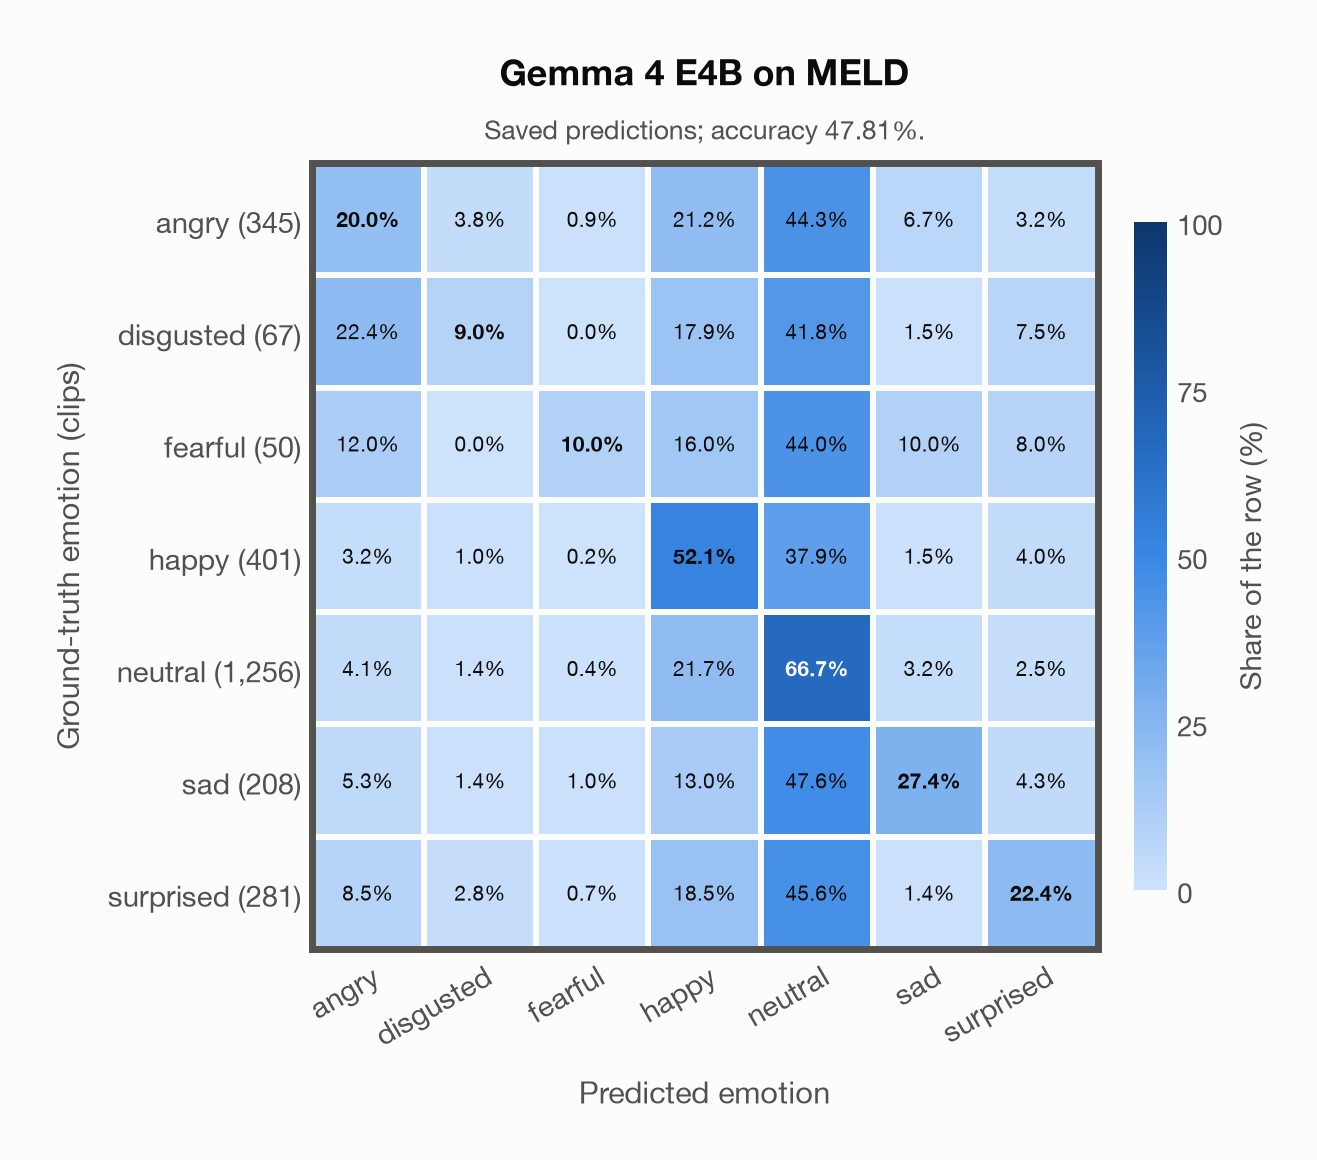 Gemma 4 E4B on MELD
Saved predictions; accuracy 47.81%.
Ground-truth emotion (clips)
angry (345) 20.0% 3.8% 0.9% 21.2% 44.3% 6.7% 3.2%
disgusted (67) 22.4% 9.0% 0.0% 17.9% 41.8% 1.5% 7.5%
fearful (50) 12.0% 0.0% 10.0% 16.0% 44.0% 10.0% 8.0%
happy (401) 3.2% 1.0% 0.2% 52.1% 37.9% 1.5% 4.0%
neutral (1,256) 4.1% 1.4% 0.4% 21.7% 66.7% 3.2% 2.5%
sad (208) 5.3% 1.4% 1.0% 13.0% 47.6% 27.4% 4.3%
surprised (281) 8.5% 2.8% 0.7% 18.5% 45.6% 1.4% 22.4%
angry disgusted fearful happy neutral sad surprised
Predicted emotion
100
75
50
25
0
Share of the row (%)